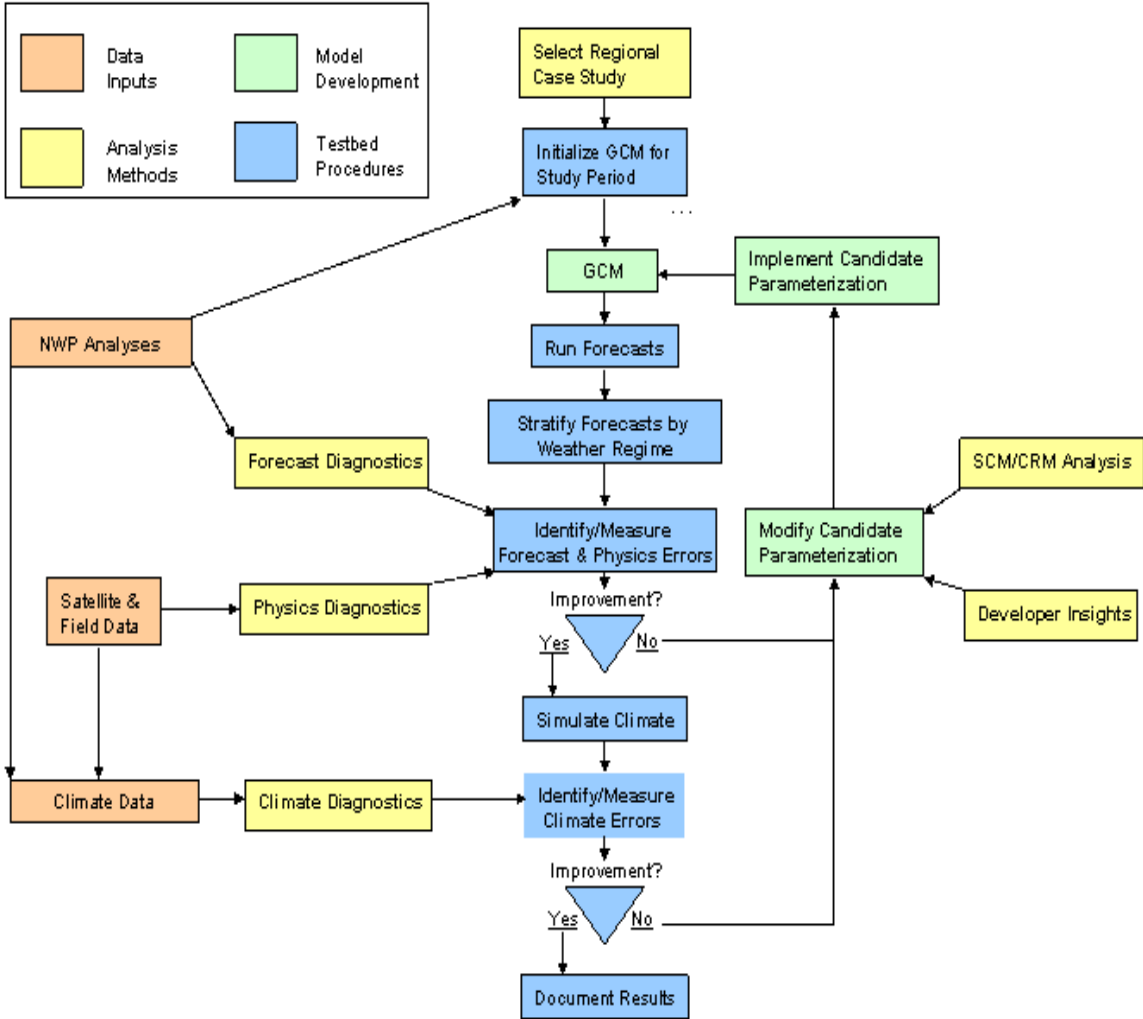 Data
Inputs
Model
Development
Analysis
Methods
Testbed
Procedures
Select Regional
Case Study
Initialize GCM for
Study Period
...
GCM
Implement Candidate
Parameterization
NWP Analyses
Run Forecasts
Stratify Forecasts by
Weather Regime
Forecast Diagnostics
SCM/CRM Analysis
Identify/Measure
Forecast & Physics Errors
Modify Candidate
Parameterization
Satellite &
Field Data
Physics Diagnostics
Improvement?
Developer Insights
Yes
No
Simulate Climate
Climate Data
Climate Diagnostics
Identify/Measure
Climate Errors
Improvement?
Yes
No
Document Results